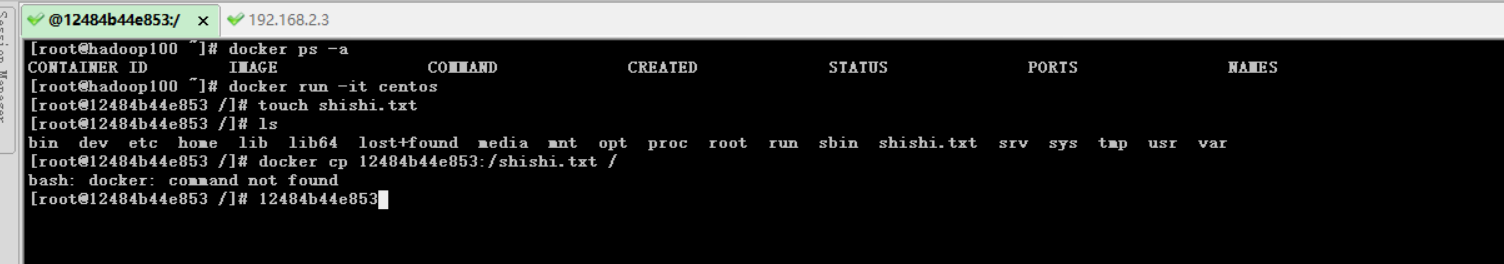 Session Manager
@12484b44e853:/ x 192.168.2.3
[root@hadoop100 ~]# docker ps -a
CONTAINER ID IMAGE COMMAND CREATED STATUS PORTS NAMES
[root@hadoop100 ~]# docker run -it centos
[root@12484b44e853 /]# touch shishi.txt
[root@12484b44e853 /]# ls
bin dev etc home lib lib64 lost+found media mnt opt proc root run sbin shishi.txt srv sys tmp usr var
[root@12484b44e853 /]# docker cp 12484b44e853:/shishi.txt /
bash: docker: command not found
[root@12484b44e853 /]# 12484b44e853